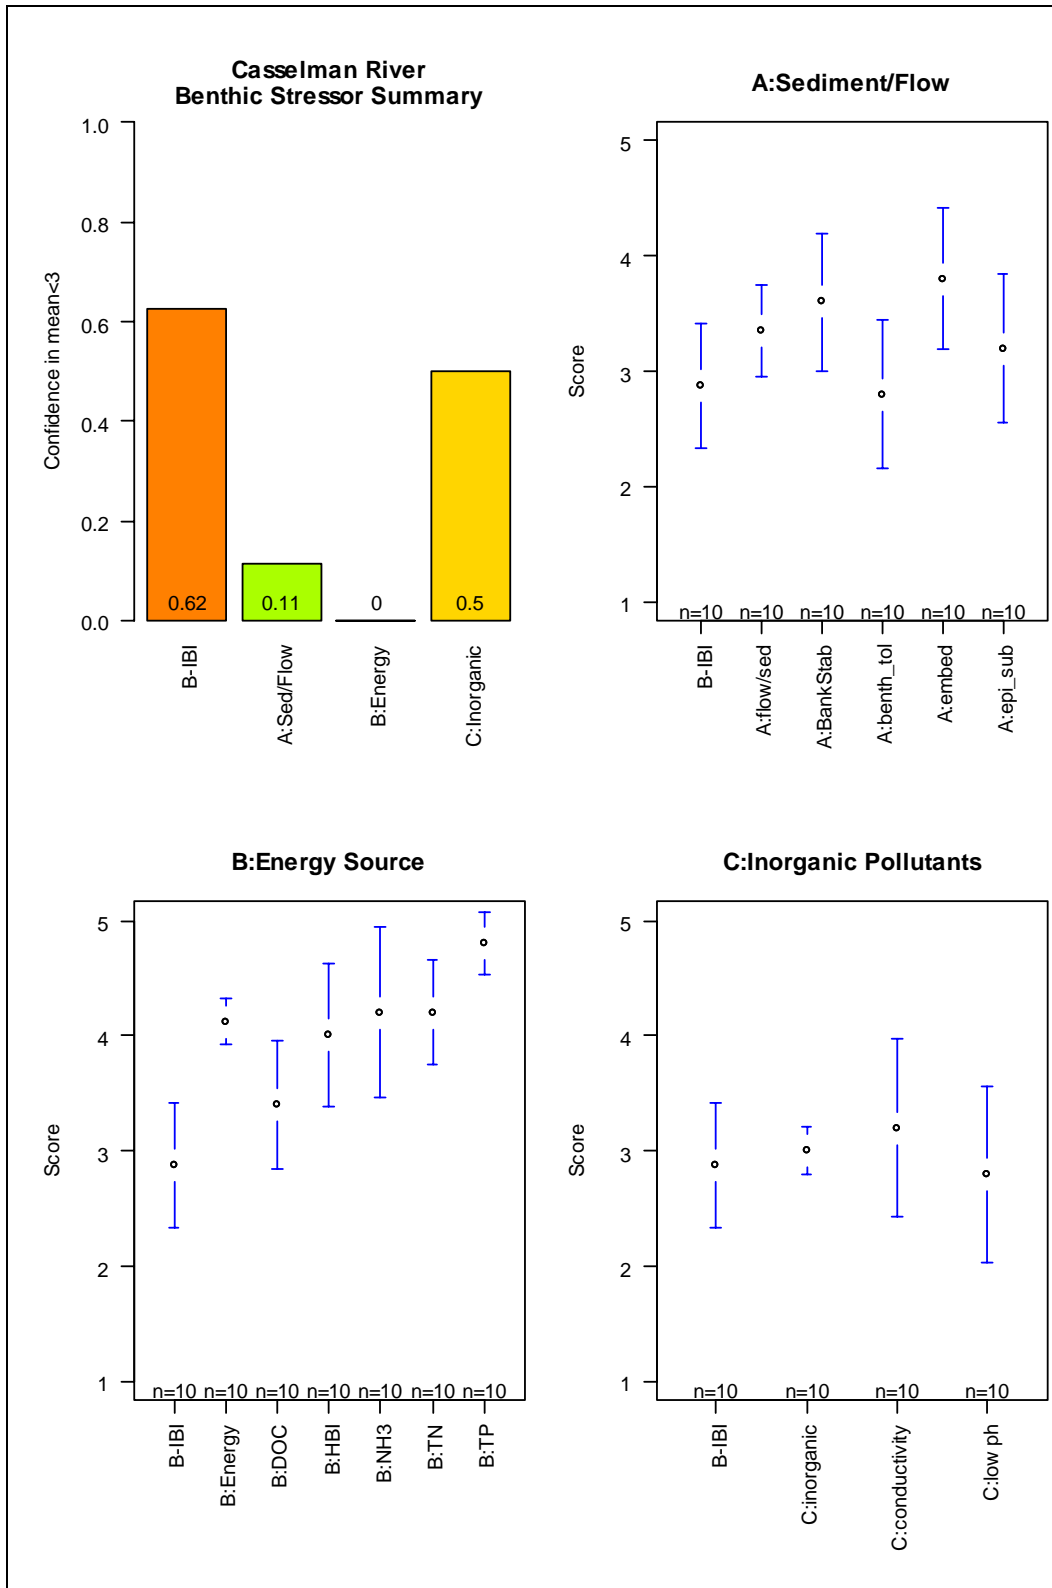 Casselman River
Benthic Stressor Summary
Confidence in mean<3
1.0
0.8
0.6
0.4
0.2
0.0
0.62
0.11
0
0.5
B-IBI
A:Sed/Flow
B:Energy
C:Inorganic
A:Sediment/Flow
Score
5
4
3
2
1
n=10 n=10 n=10 n=10 n=10 n=10
B-IBI
A:flow/sed
A:BankStab
A:benth_tol
A:embed
A:epi_sub
B:Energy Source
Score
5
4
3
2
1
n=10 n=10 n=10 n=10 n=10 n=10 n=10
B-IBI
B:Energy
B:DOC
B:HBI
B:NH3
B:TN
B:TP
C:Inorganic Pollutants
Score
5
4
3
2
1
n=10 n=10 n=10 n=10
B-IBI
C:inorganic
C:conductivity
C:low ph